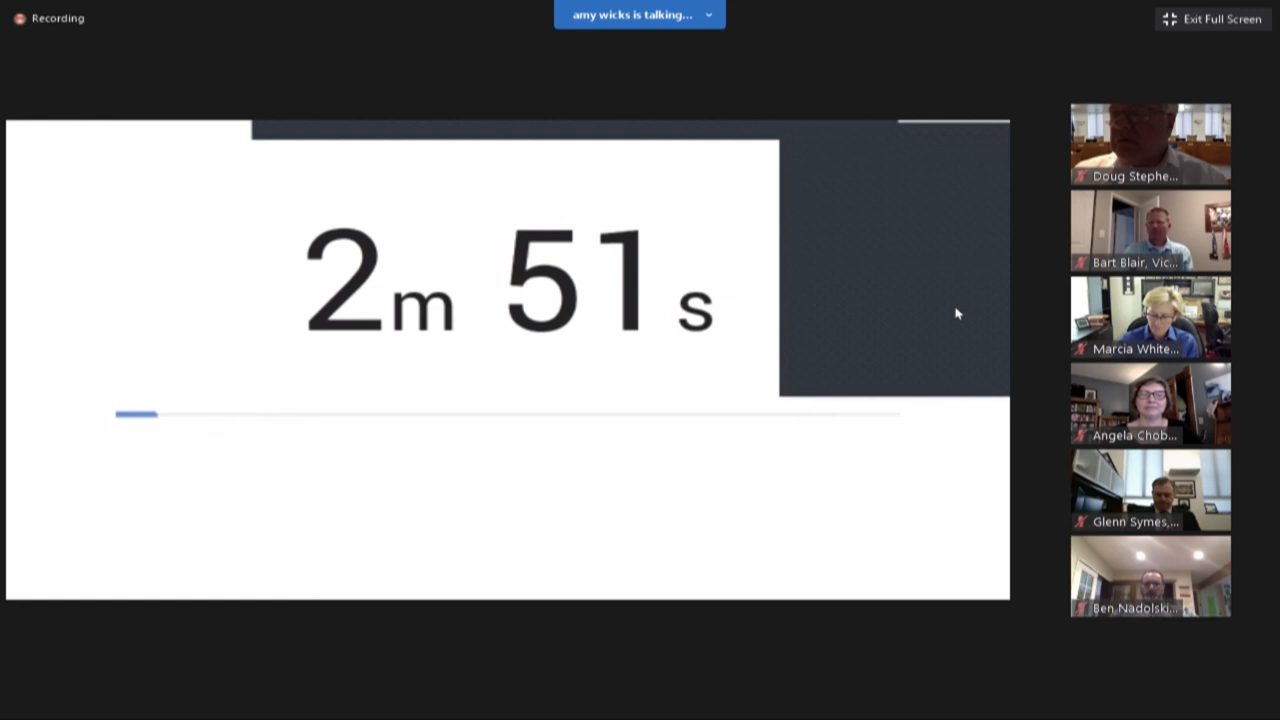 Recording
amy wicks is talking...
Exit Full Screen
2m 51s
Doug Stephe...
Bart Blair, Vic...
Marcia White...
Angela Chob...
Glenn Symes,...
Ben Nadolski...